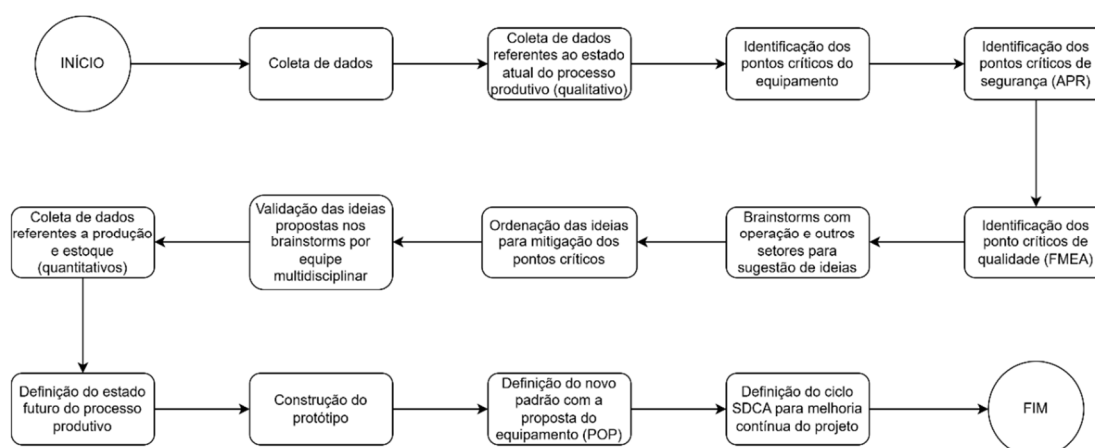 INÍCIO
Coleta de dados
Coleta de dados
referentes ao estado
atual do processo
produtivo (qualitativo)
Identificação dos
pontos críticos do
equipamento
Identificação dos
pontos críticos de
segurança (APR)
Identificação dos
ponto críticos de
qualidade (FMEA)
Brainstorms com
operação e outros
setores para
sugestão de ideias
Ordenação das ideias
para mitigação dos
pontos críticos
Validação das ideias
propostas nos
brainstorms por
equipe
multidisciplinar
Coleta de dados
referentes a produção
e estoque
(quantitativos)
Definição do estado
futuro do processo
produtivo
Construção do
protótipo
Definição do novo
padrão com a
proposta do
equipamento (POP)
Definição do ciclo
SDCA para melhoria
contínua do projeto
FIM